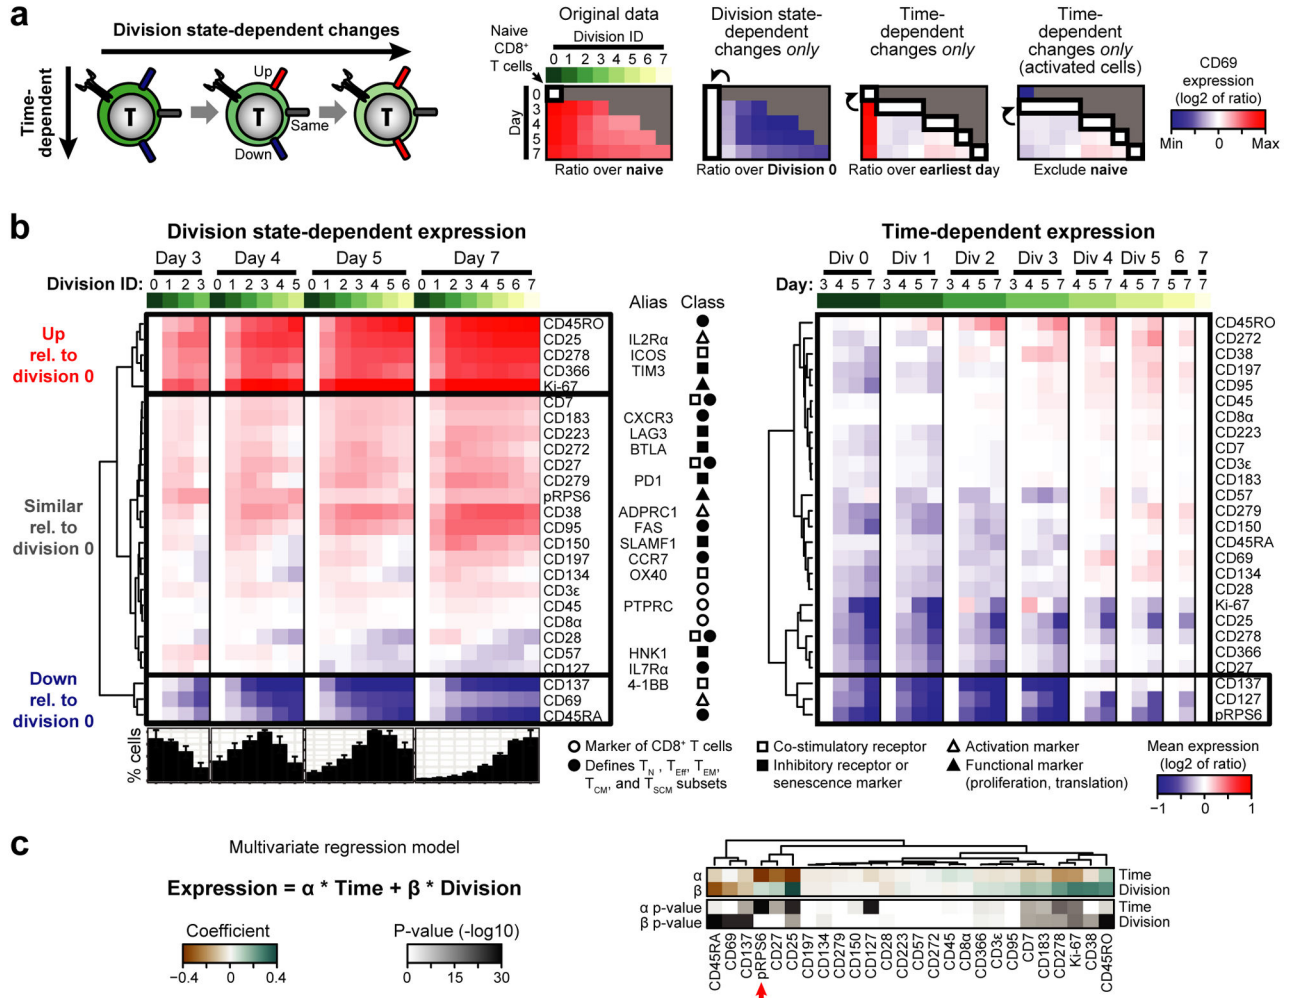 a
Division state-dependent changes
Time-
dependent
T
T
T
Up
Same
Down
Naive
CD8+
T cells
Original data
Division ID
0 1 2 3 4 5 6 7
Day
0
3
4
5
7
Ratio over naive
Division state-
dependent
changes only
Ratio over Division 0
Time-
dependent
changes only
Ratio over earliest day
Time-
dependent
changes only
(activated cells)
Exclude naive
CD69
expression
(log2 of ratio)
Min 0 Max
b
Division state-dependent expression
Day 3 Day 4 Day 5 Day 7
Division ID: 0 1 2 3 0 1 2 3 4 5 0 1 2 3 4 5 6 0 1 2 3 4 5 6 7
Alias Class
Up
rel. to
division 0
Similar
rel. to
division 0
Down
rel. to
division 0
CD45RO
CD25 IL2Rα
CD278 ICOS
CD366 TIM3
Ki-67
CD7
CD183 CXCR3
CD223 LAG3
CD272 BTLA
CD27
CD279 PD1
pRPS6
CD38 ADPRC1
CD95 FAS
CD150 SLAMF1
CD197 CCR7
CD134 OX40
CD3ε
CD45 PTPRC
CD8α
CD28
CD57 HNK1
CD127 IL7Rα
CD137 4-1BB
CD69
CD45RA
% cells
Time-dependent expression
Div 0 Div 1 Div 2 Div 3 Div 4 Div 5 6 7
Day: 3 4 5 7 3 4 5 7 3 4 5 7 3 4 5 7 4 5 7 4 5 7 5 7 7
CD45RO
CD272
CD38
CD197
CD95
CD45
CD8α
CD223
CD7
CD3ε
CD183
CD57
CD279
CD150
CD45RA
CD69
CD134
CD28
Ki-67
CD25
CD278
CD366
CD27
CD137
CD127
pRPS6
Marker of CD8+ T cells
Defines TN, TEff, TEM,
TCM, and TSCM subsets
Co-stimulatory receptor
Inhibitory receptor or
senescence marker
Activation marker
Functional marker
(proliferation, translation)
Mean expression
(log2 of ratio)
−1 0 1
c
Multivariate regression model
Expression = α * Time + β * Division
Coefficient
−0.4 0 0.4
P-value (-log10)
0 15 30
α Time
β Division
α p-value Time
β p-value Division
CD45RA
CD69
CD137
pRPS6
CD27
CD25
CD197
CD134
CD279
CD150
CD127
CD28
CD223
CD57
CD272
CD45
CD8α
CD366
CD3ε
CD95
CD7
CD183
CD278
Ki-67
CD38
CD45RO